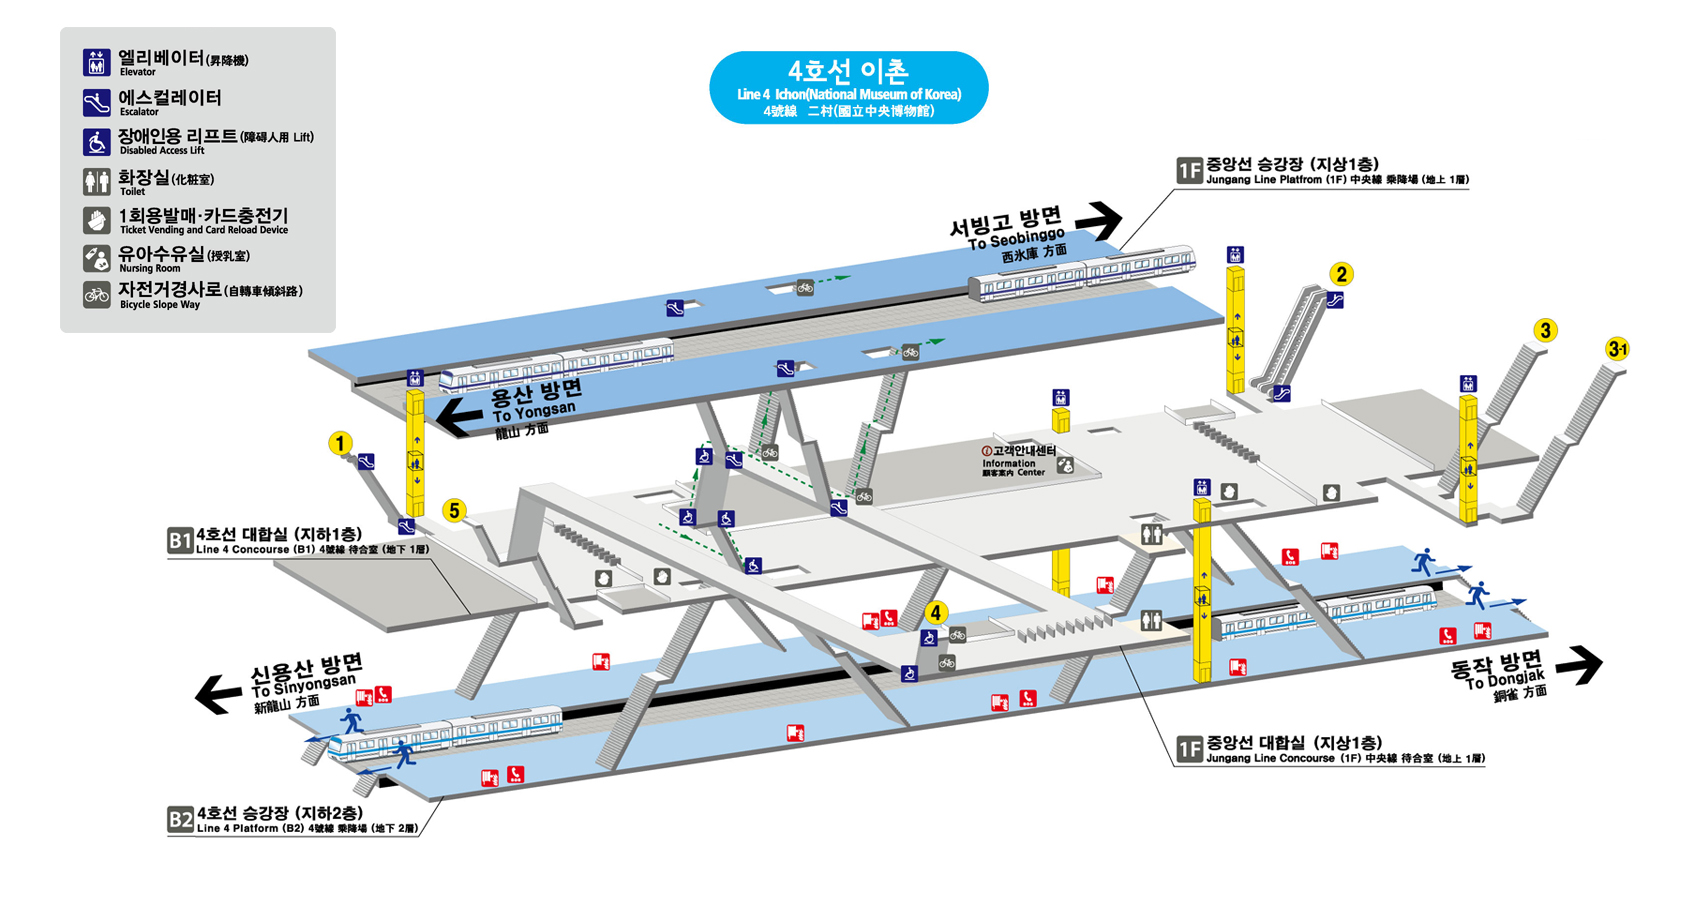 엘리베이터(昇降機)
Elevator
에스컬레이터
Escalator
장애인용 리프트(障碍人用 Lift)
Disabled Access Lift
화장실(化粧室)
Toilet
1회용발매·카드충전기
Ticket Vending and Card Reload Device
유아수유실(授乳室)
Nursing Room
자전거경사로(自轉車傾斜路)
Bicycle Slope Way
4호선 이촌
Line 4 Ichon(National Museum of Korea)
4號線 二村(國立中央博物館)
1F 중앙선 승강장 (지상1층)
Jungang Line Platfrom (1F) 中央線 乘降場 (地上 1層)
서빙고 방면
To Seobinggo
西氷庫 方面
용산 방면
To Yongsan
龍山 方面
2
3
3-1
1
5
ⓘ고객안내센터
Information
顧客案內 Center
B1 4호선 대합실 (지하1층)
Line 4 Concourse (B1) 4號線 待合室 (地下 1層)
4
신용산 방면
To Sinyongsan
新龍山 方面
동작 방면
To Dongjak
銅雀 方面
1F 중앙선 대합실 (지상1층)
Jungang Line Concourse (1F) 中央線 待合室 (地上 1層)
B2 4호선 승강장 (지하2층)
Line 4 Platform (B2) 4號線 乘降場 (地下 2層)